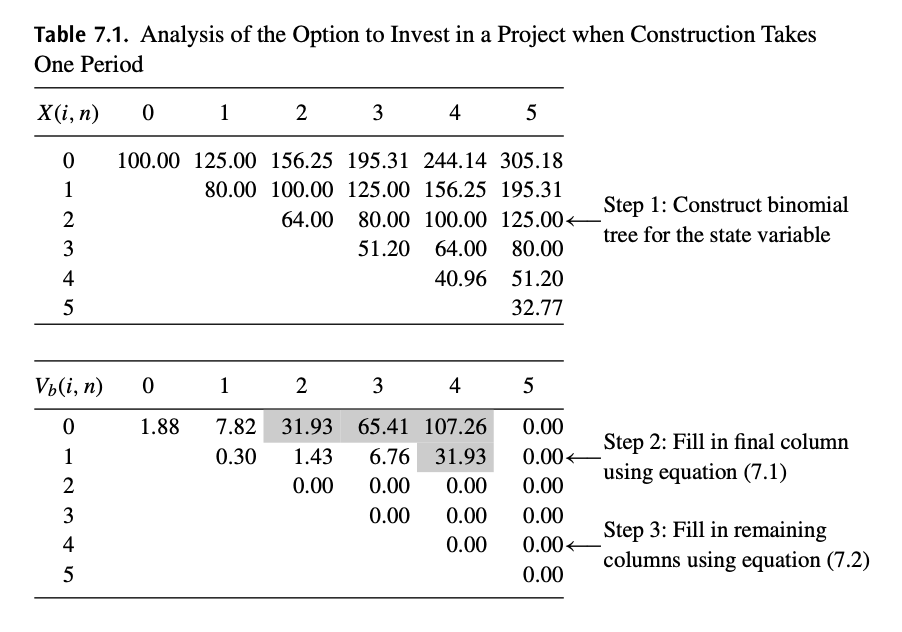 Table 7.1. Analysis of the Option to Invest in a Project when Construction Takes
One Period
X(i, n) 0 1 2 3 4 5
0 100.00 125.00 156.25 195.31 244.14 305.18
1 80.00 100.00 125.00 156.25 195.31
2 64.00 80.00 100.00 125.00
3 51.20 64.00 80.00
4 40.96 51.20
5 32.77
Step 1: Construct binomial
tree for the state variable
V_b(i, n) 0 1 2 3 4 5
0 1.88 7.82 31.93 65.41 107.26 0.00
1 0.30 1.43 6.76 31.93 0.00
2 0.00 0.00 0.00 0.00
3 0.00 0.00 0.00
4 0.00 0.00
5 0.00
Step 2: Fill in final column
using equation (7.1)
Step 3: Fill in remaining
columns using equation (7.2)